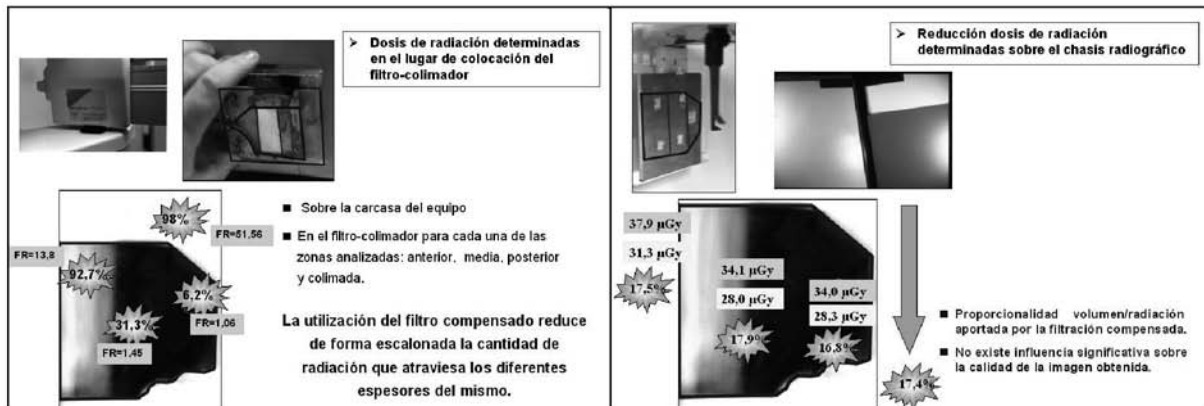 ➢ Dosis de radiación determinadas
en el lugar de colocación del
filtro-colimador
98%
FR=51,56
FR=13,8
92,7%
6,2%
FR=1,06
31,3%
FR=1,45
■ Sobre la carcasa del equipo
■ En el filtro-colimador para cada una de las
zonas analizadas: anterior, media, posterior
y colimada.
La utilización del filtro compensado reduce
de forma escalonada la cantidad de
radiación que atraviesa los diferentes
espesores del mismo.
➢ Reducción dosis de radiación
determinadas sobre el chasis radiográfico
37,9 µGy
31,3 µGy
17,5%
34,1 µGy
28,0 µGy
17,9%
34,0 µGy
28,3 µGy
16,8%
17,4%
■ Proporcionalidad volumen/radiación
aportada por la filtración compensada.
■ No existe influencia significativa sobre
la calidad de la imagen obtenida.